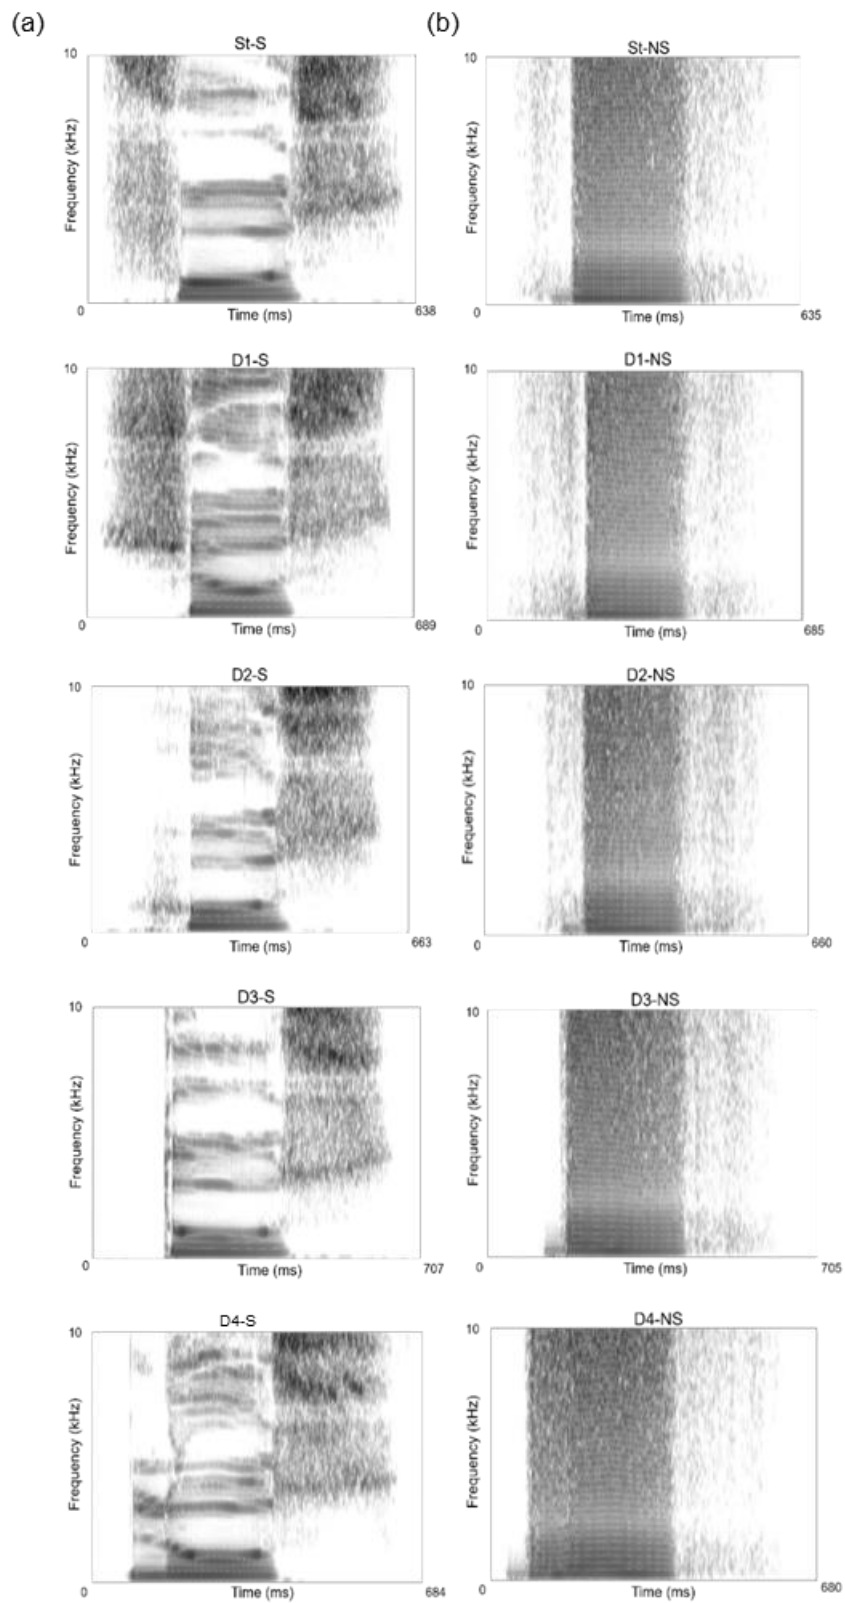 (a) (b)
St-S St-NS
10 10
Frequency (kHz) Frequency (kHz)
0 Time (ms) 638 0 Time (ms) 635
D1-S D1-NS
10 10
Frequency (kHz) Frequency (kHz)
0 Time (ms) 689 0 Time (ms) 685
D2-S D2-NS
10 10
Frequency (kHz) Frequency (kHz)
0 Time (ms) 663 0 Time (ms) 660
D3-S D3-NS
10 10
Frequency (kHz) Frequency (kHz)
0 Time (ms) 707 0 Time (ms) 705
D4-S D4-NS
10 10
Frequency (kHz) Frequency (kHz)
0 Time (ms) 684 0 Time (ms) 680